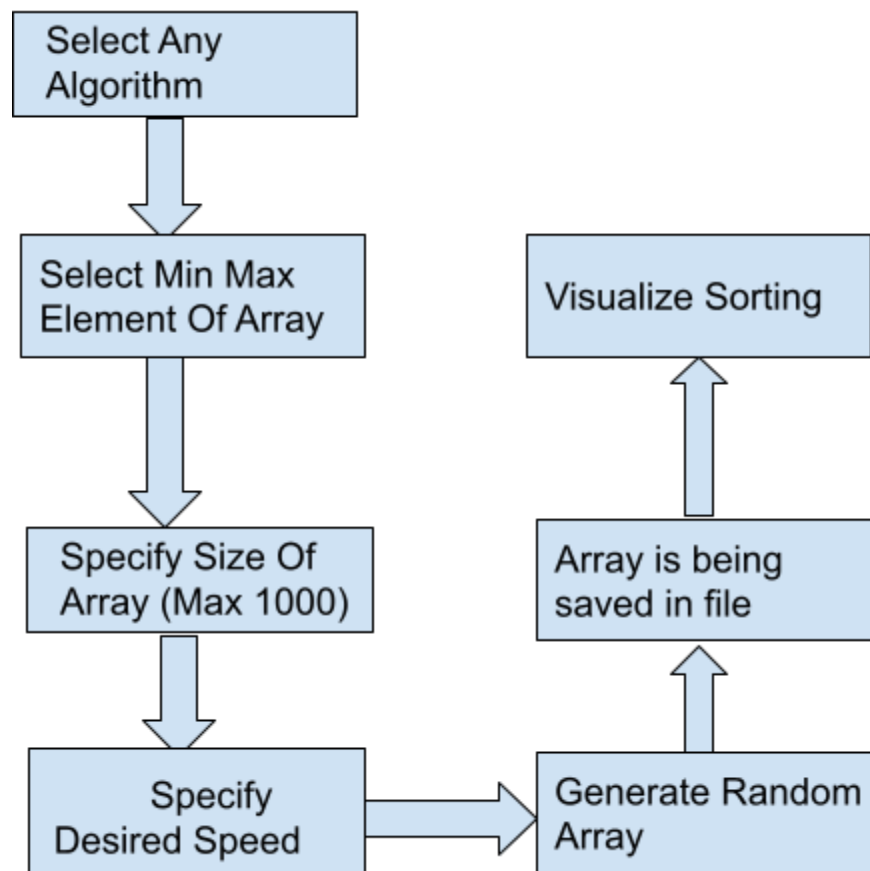 Select Any
Algorithm
Select Min Max
Element Of Array
Specify Size Of
Array (Max 1000)
Specify
Desired Speed
Generate Random
Array
Array is being
saved in file
Visualize Sorting